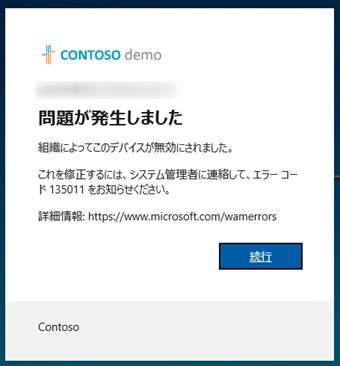 CONTOSO demo
問題が発生しました
組織によってこのデバイスが無効にされました。
これを修正するには、システム管理者に連絡して、エラー コー
ド 135011 をお知らせください。
詳細情報: https://www.microsoft.com/wamerrors
続行
Contoso